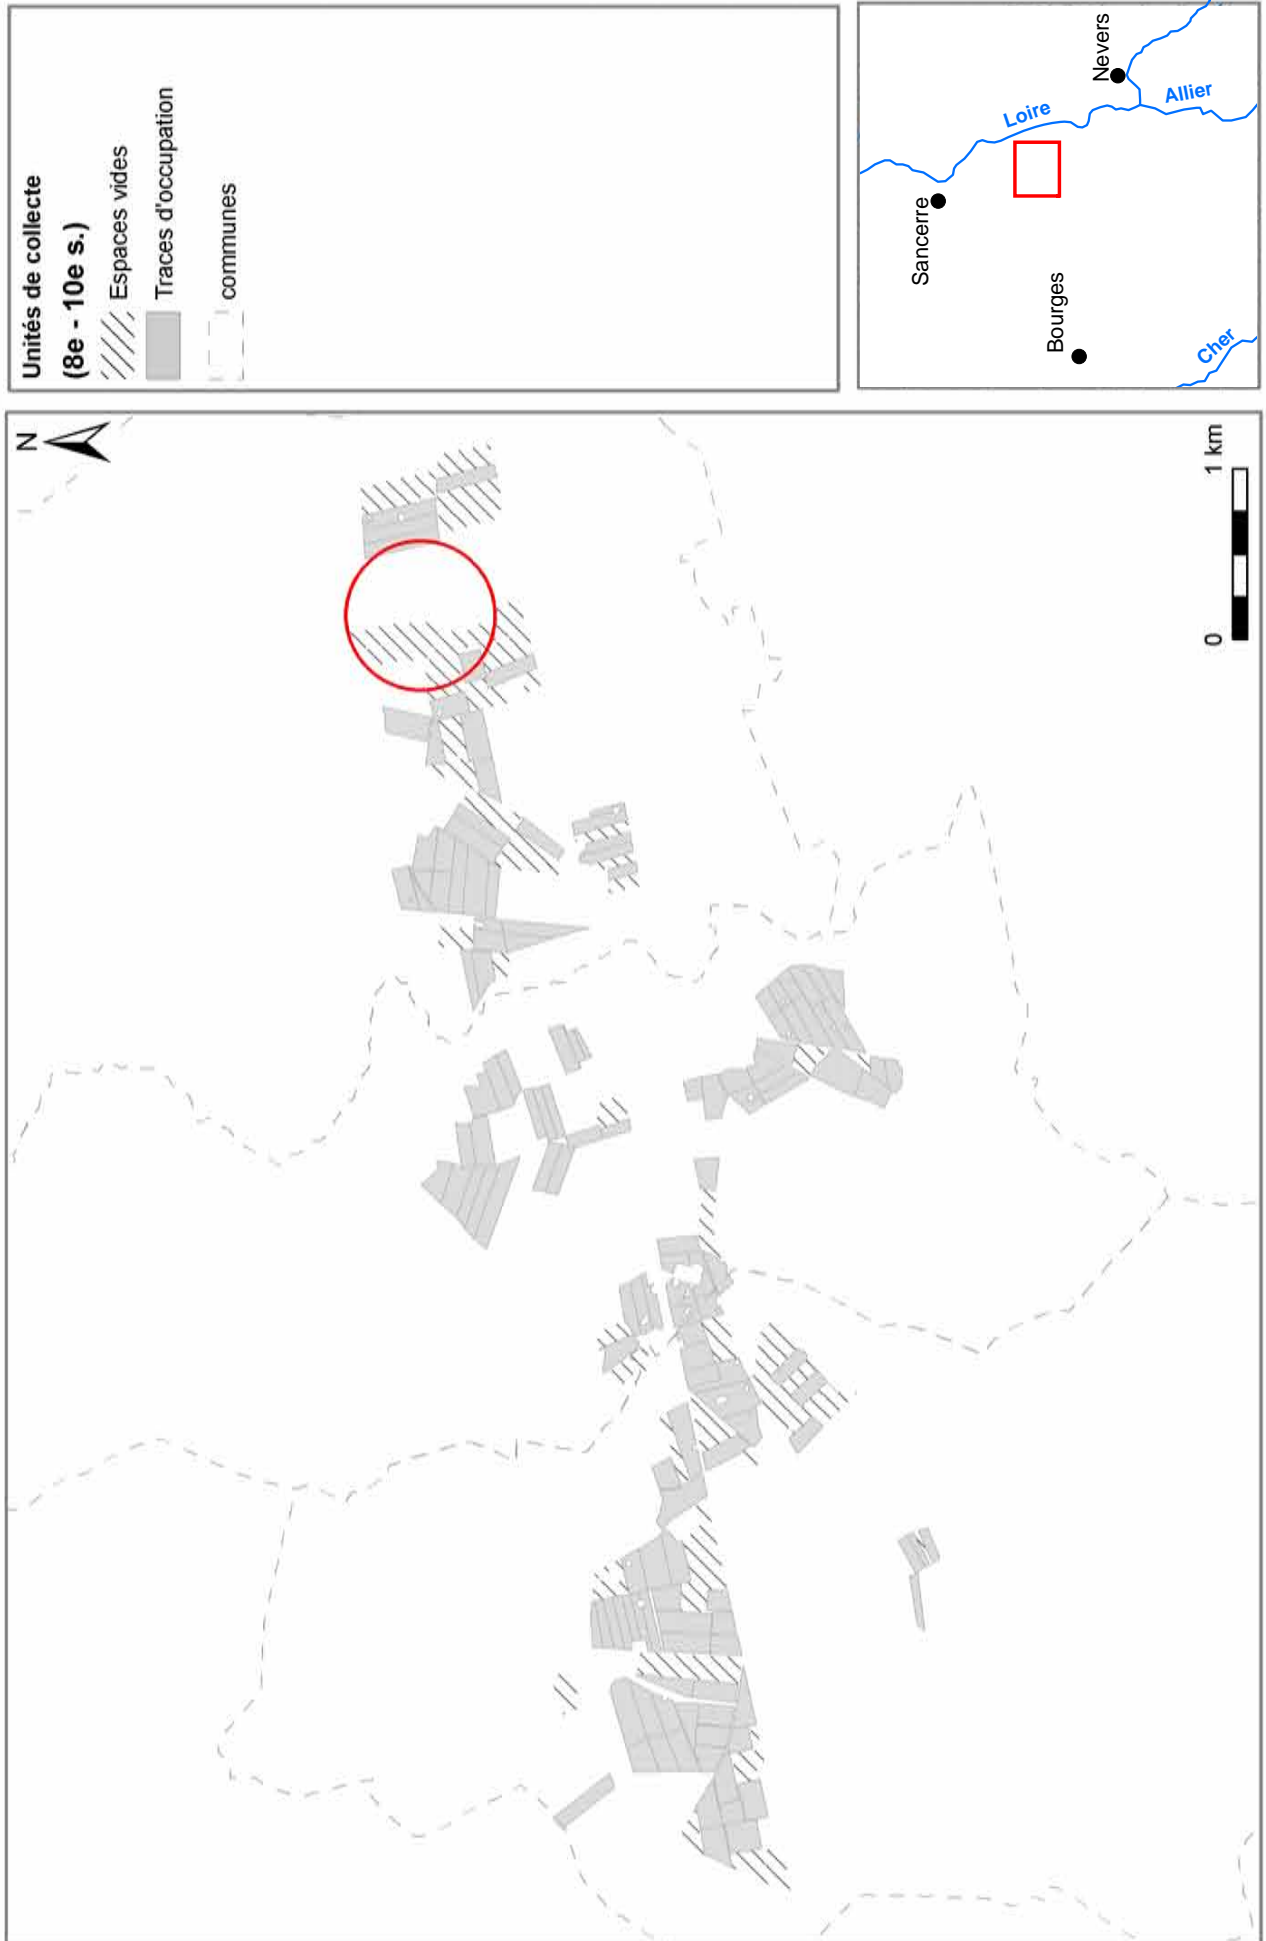 Unités de collecte
(8e - 10e s.)
Espaces vides
Traces d'occupation
communes
Nevers
Loire
Allier
Sancerre
Bourges
Cher
N
0
1 km